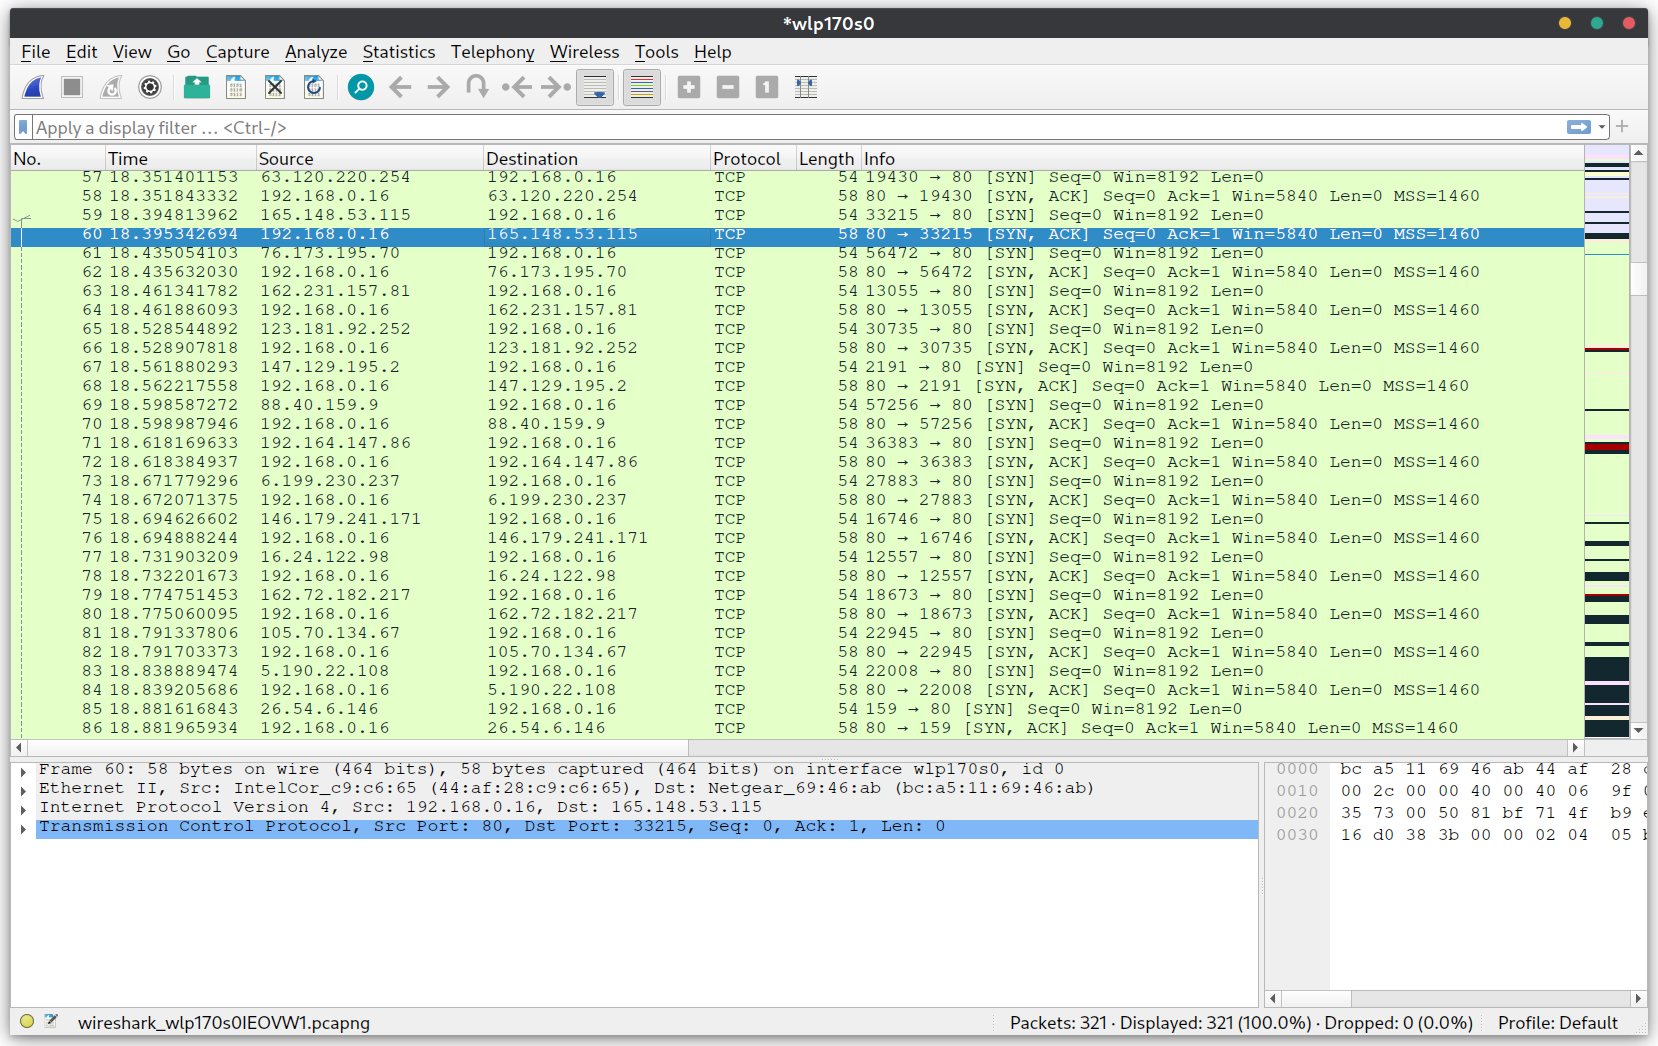 *wlp170s0
File Edit View Go Capture Analyze Statistics Telephony Wireless Tools Help
Apply a display filter … <Ctrl-/>
No. Time Source Destination Protocol Length Info
57 18.351401153 63.120.220.254 192.168.0.16 TCP 54 19430 → 80 [SYN] Seq=0 Win=8192 Len=0
58 18.351843332 192.168.0.16 63.120.220.254 TCP 58 80 → 19430 [SYN, ACK] Seq=0 Ack=1 Win=5840 Len=0 MSS=1460
59 18.394813962 165.148.53.115 192.168.0.16 TCP 54 33215 → 80 [SYN] Seq=0 Win=8192 Len=0
60 18.395342694 192.168.0.16 165.148.53.115 TCP 58 80 → 33215 [SYN, ACK] Seq=0 Ack=1 Win=5840 Len=0 MSS=1460
61 18.435054103 76.173.195.70 192.168.0.16 TCP 54 56472 → 80 [SYN] Seq=0 Win=8192 Len=0
62 18.435632030 192.168.0.16 76.173.195.70 TCP 58 80 → 56472 [SYN, ACK] Seq=0 Ack=1 Win=5840 Len=0 MSS=1460
63 18.461341782 162.231.157.81 192.168.0.16 TCP 54 13055 → 80 [SYN] Seq=0 Win=8192 Len=0
64 18.461886093 192.168.0.16 162.231.157.81 TCP 58 80 → 13055 [SYN, ACK] Seq=0 Ack=1 Win=5840 Len=0 MSS=1460
65 18.528544892 123.181.92.252 192.168.0.16 TCP 54 30735 → 80 [SYN] Seq=0 Win=8192 Len=0
66 18.528907818 192.168.0.16 123.181.92.252 TCP 58 80 → 30735 [SYN, ACK] Seq=0 Ack=1 Win=5840 Len=0 MSS=1460
67 18.561880293 147.129.195.2 192.168.0.16 TCP 54 2191 → 80 [SYN] Seq=0 Win=8192 Len=0
68 18.562217558 192.168.0.16 147.129.195.2 TCP 58 80 → 2191 [SYN, ACK] Seq=0 Ack=1 Win=5840 Len=0 MSS=1460
69 18.598587272 88.40.159.9 192.168.0.16 TCP 54 57256 → 80 [SYN] Seq=0 Win=8192 Len=0
70 18.598987946 192.168.0.16 88.40.159.9 TCP 58 80 → 57256 [SYN, ACK] Seq=0 Ack=1 Win=5840 Len=0 MSS=1460
71 18.618169633 192.164.147.86 192.168.0.16 TCP 54 36383 → 80 [SYN] Seq=0 Win=8192 Len=0
72 18.618384937 192.168.0.16 192.164.147.86 TCP 58 80 → 36383 [SYN, ACK] Seq=0 Ack=1 Win=5840 Len=0 MSS=1460
73 18.671779296 6.199.230.237 192.168.0.16 TCP 54 27883 → 80 [SYN] Seq=0 Win=8192 Len=0
74 18.672071375 192.168.0.16 6.199.230.237 TCP 58 80 → 27883 [SYN, ACK] Seq=0 Ack=1 Win=5840 Len=0 MSS=1460
75 18.694626602 146.179.241.171 192.168.0.16 TCP 54 16746 → 80 [SYN] Seq=0 Win=8192 Len=0
76 18.694888244 192.168.0.16 146.179.241.171 TCP 58 80 → 16746 [SYN, ACK] Seq=0 Ack=1 Win=5840 Len=0 MSS=1460
77 18.731903209 16.24.122.98 192.168.0.16 TCP 54 12557 → 80 [SYN] Seq=0 Win=8192 Len=0
78 18.732201673 192.168.0.16 16.24.122.98 TCP 58 80 → 12557 [SYN, ACK] Seq=0 Ack=1 Win=5840 Len=0 MSS=1460
79 18.774751453 162.72.182.217 192.168.0.16 TCP 54 18673 → 80 [SYN] Seq=0 Win=8192 Len=0
80 18.775060095 192.168.0.16 162.72.182.217 TCP 58 80 → 18673 [SYN, ACK] Seq=0 Ack=1 Win=5840 Len=0 MSS=1460
81 18.791337806 105.70.134.67 192.168.0.16 TCP 54 22945 → 80 [SYN] Seq=0 Win=8192 Len=0
82 18.791703373 192.168.0.16 105.70.134.67 TCP 58 80 → 22945 [SYN, ACK] Seq=0 Ack=1 Win=5840 Len=0 MSS=1460
83 18.838889474 5.190.22.108 192.168.0.16 TCP 54 22008 → 80 [SYN] Seq=0 Win=8192 Len=0
84 18.839205686 192.168.0.16 5.190.22.108 TCP 58 80 → 22008 [SYN, ACK] Seq=0 Ack=1 Win=5840 Len=0 MSS=1460
85 18.881616843 26.54.6.146 192.168.0.16 TCP 54 159 → 80 [SYN] Seq=0 Win=8192 Len=0
86 18.881965934 192.168.0.16 26.54.6.146 TCP 58 80 → 159 [SYN, ACK] Seq=0 Ack=1 Win=5840 Len=0 MSS=1460
Frame 60: 58 bytes on wire (464 bits), 58 bytes captured (464 bits) on interface wlp170s0, id 0
Ethernet II, Src: IntelCor_c9:c6:65 (44:af:28:c9:c6:65), Dst: Netgear_69:46:ab (bc:a5:11:69:46:ab)
Internet Protocol Version 4, Src: 192.168.0.16, Dst: 165.148.53.115
Transmission Control Protocol, Src Port: 80, Dst Port: 33215, Seq: 0, Ack: 1, Len: 0
0000 bc a5 11 69 46 ab 44 af 28
0010 00 2c 00 00 40 00 40 06 9f
0020 35 73 00 50 81 bf 71 4f b9
0030 16 d0 38 3b 00 00 02 04 05
wireshark_wlp170s0IEOVW1.pcapng
Packets: 321 · Displayed: 321 (100.0%) · Dropped: 0 (0.0%)
Profile: Default